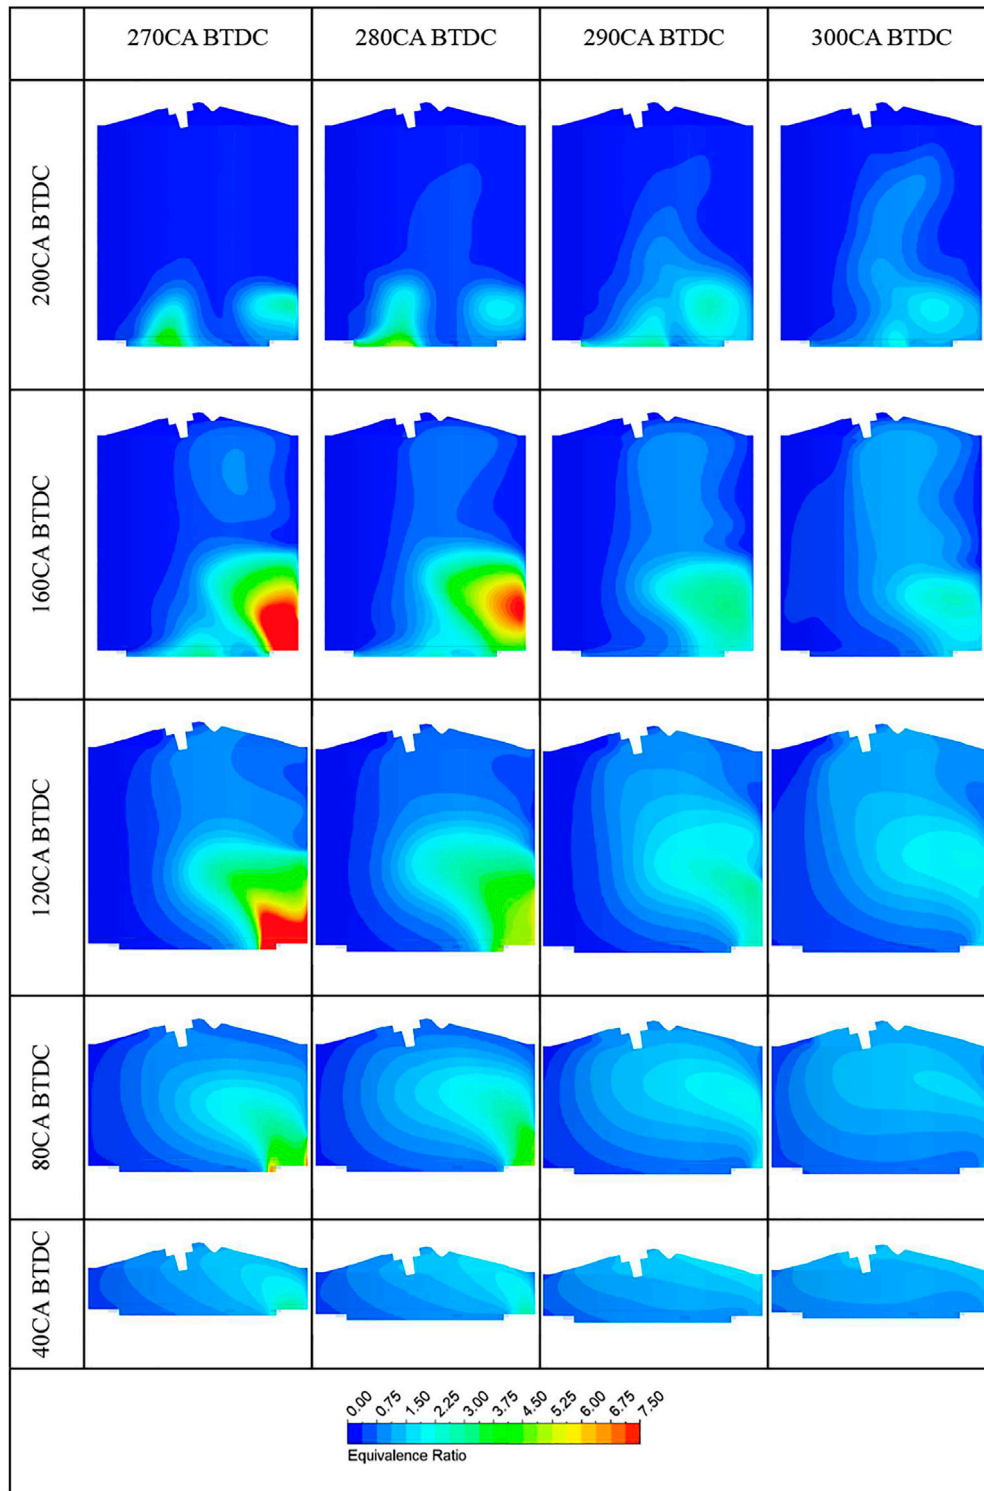 270CA BTDC 280CA BTDC 290CA BTDC 300CA BTDC
200CA BTDC
160CA BTDC
120CA BTDC
80CA BTDC
40CA BTDC
0.00 0.75 1.50 2.25 3.00 3.75 4.50 5.25 6.00 6.75 7.50
Equivalence Ratio